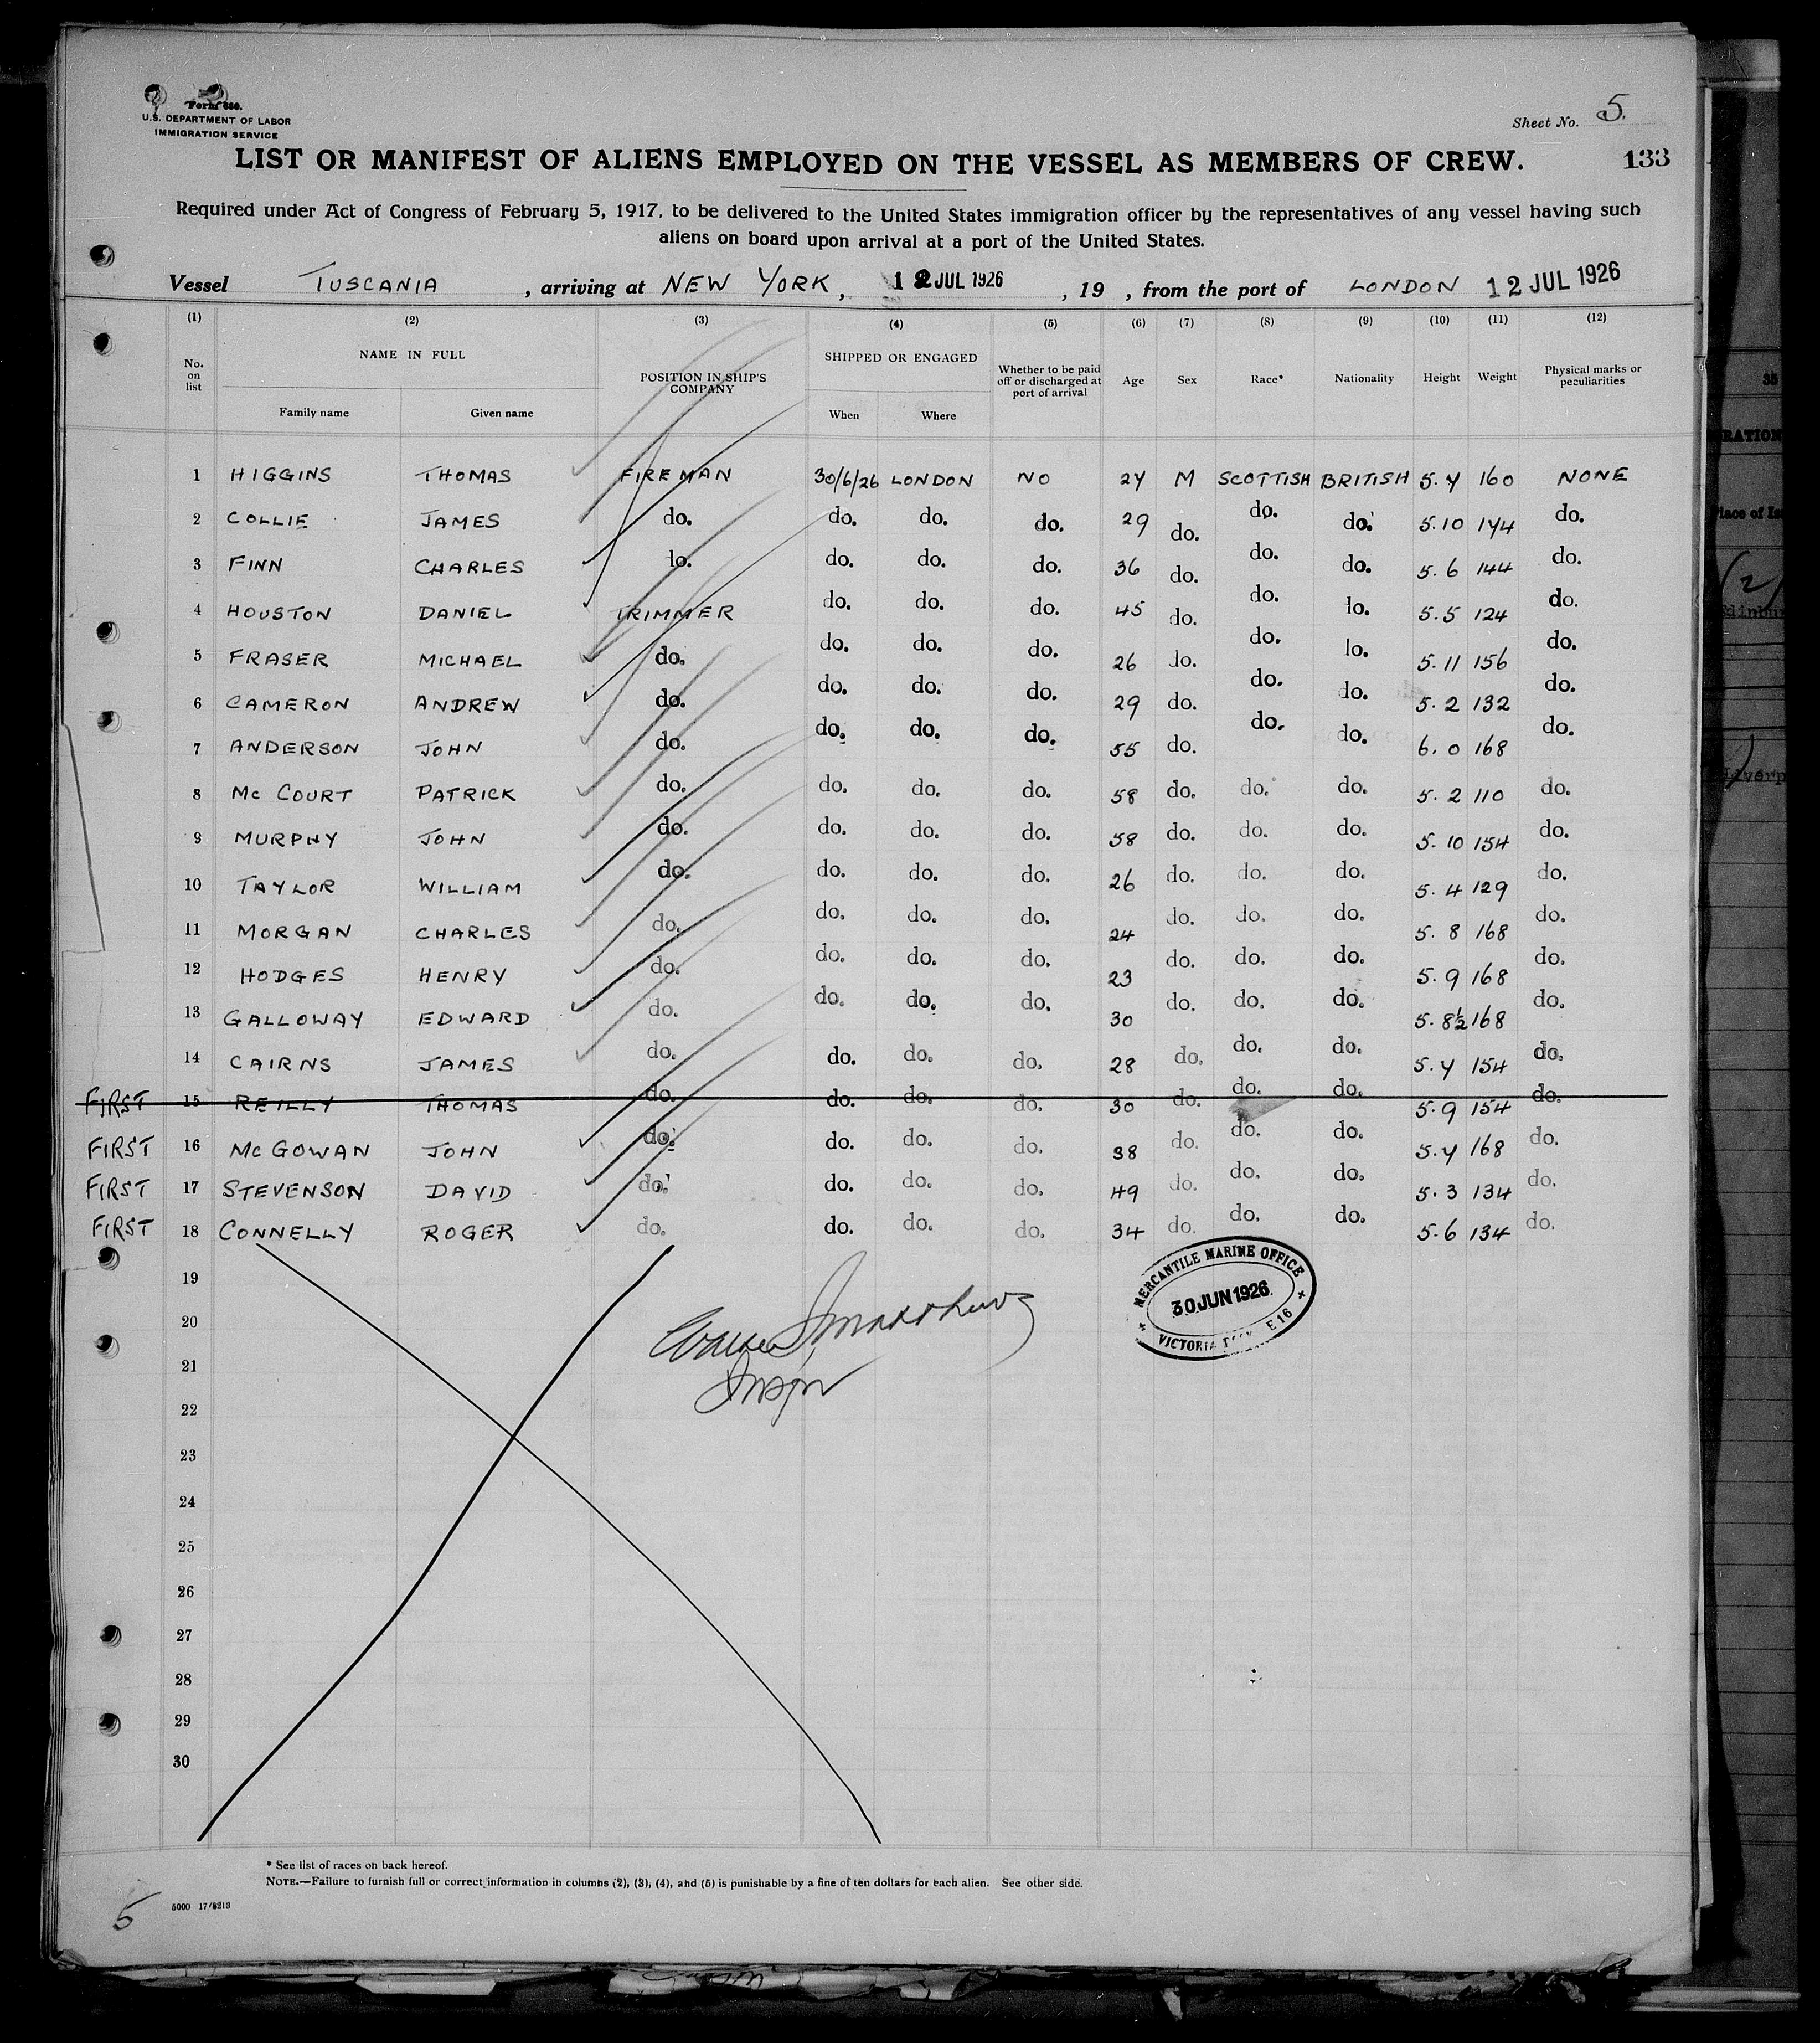 Form 680.
U.S. DEPARTMENT OF LABOR
IMMIGRATION SERVICE
Sheet No. 5.
LIST OR MANIFEST OF ALIENS EMPLOYED ON THE VESSEL AS MEMBERS OF CREW.
133
Required under Act of Congress of February 5, 1917, to be delivered to the United States immigration officer by the representatives of any vessel having such
aliens on board upon arrival at a port of the United States.
Vessel TUSCANIA , arriving at NEW YORK, 12 JUL 1926 , 19 , from the port of LONDON 12 JUL 1926
(1) (2) (3) (4) (5) (6) (7) (8) (9) (10) (11) (12)
No. on list NAME IN FULL Family name Given name POSITION IN SHIP'S COMPANY SHIPPED OR ENGAGED When Where Whether to be paid off or discharged at port of arrival Age Sex Race* Nationality Height Weight Physical marks or peculiarities
1 HIGGINS THOMAS FIREMAN 30/6/26 LONDON NO 24 M SCOTTISH BRITISH 5.4 160 NONE
2 COLLIE JAMES do. do. do. do. 29 do. do. do. 5.10 144 do.
3 FINN CHARLES do. do. do. do. 36 do. do. do. 5.6 144 do.
4 HOUSTON DANIEL TRIMMER do. do. do. 45 do. do. do. 5.5 124 do.
5 FRASER MICHAEL do. do. do. do. 26 do. do. do. 5.11 156 do.
6 CAMERON ANDREW do. do. do. do. 29 do. do. do. 5.2 132 do.
7 ANDERSON JOHN do. do. do. do. 55 do. do. do. 6.0 168 do.
8 Mc COURT PATRICK do. do. do. do. 58 do. do. do. 5.2 110 do.
9 MURPHY JOHN do. do. do. do. 58 do. do. do. 5.10 154 do.
10 TAYLOR WILLIAM do. do. do. do. 26 do. do. do. 5.4 129 do.
11 MORGAN CHARLES do. do. do. do. 24 do. do. do. 5.8 168 do.
12 HODGES HENRY do. do. do. do. 23 do. do. do. 5.9 168 do.
13 GALLOWAY EDWARD do. do. do. do. 30 do. do. do. 5.8½ 168 do.
14 CAIRNS JAMES do. do. do. do. 28 do. do. do. 5.4 154 do.
FIRST 15 REILLY THOMAS do. do. do. do. 30 do. do. do. 5.9 154 do.
FIRST 16 McGOWAN JOHN do. do. do. do. 38 do. do. do. 5.4 168 do.
FIRST 17 STEVENSON DAVID do. do. do. do. 49 do. do. do. 5.3 134 do.
FIRST 18 CONNELLY ROGER do. do. do. do. 34 do. do. do. 5.6 134 do.
19
MERCANTILE MARINE OFFICE
30 JUN 1926
VICTORIA E16
20
21
Inspr
22
23
24
25
26
27
28
29
30
* See list of races on back hereof.
NOTE.—Failure to furnish full or correct information in columns (2), (3), (4), and (5) is punishable by a fine of ten dollars for each alien. See other side.
5000 17/8213
5